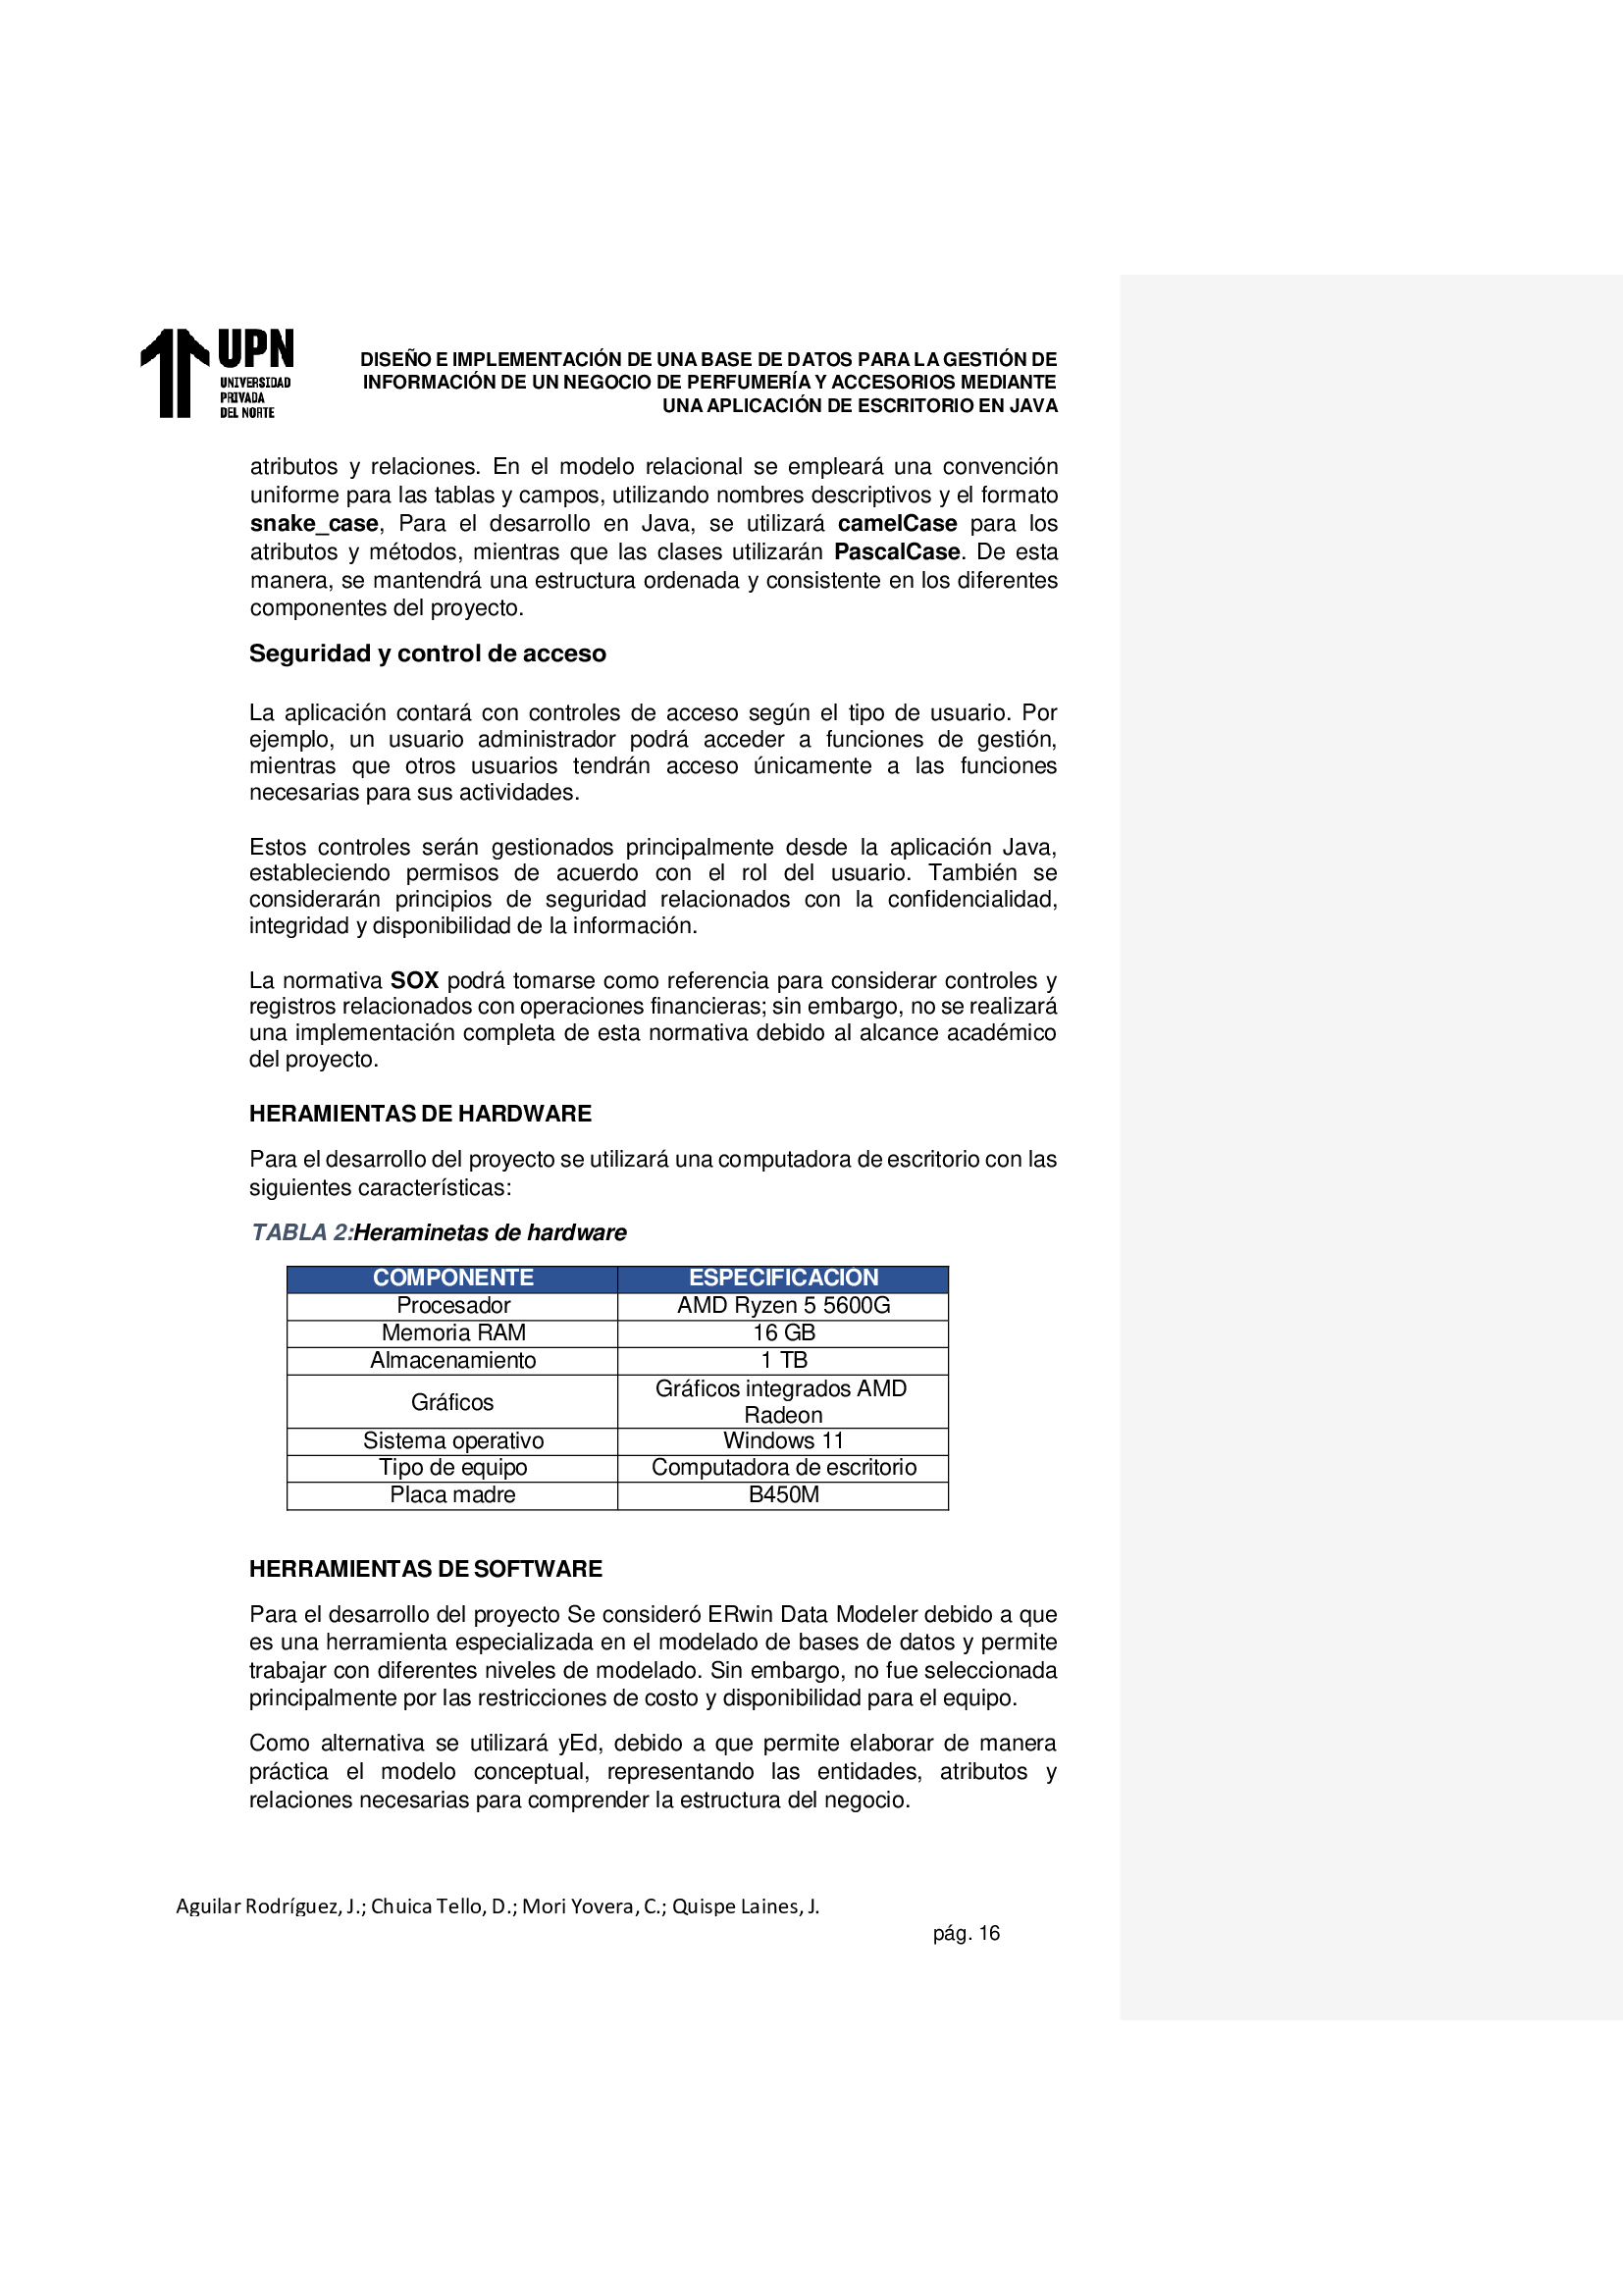 UPN
UNIVERSIDAD
PRIVADA
DEL NORTE
DISEÑO E IMPLEMENTACIÓN DE UNA BASE DE DATOS PARA LA GESTIÓN DE
INFORMACIÓN DE UN NEGOCIO DE PERFUMERÍA Y ACCESORIOS MEDIANTE
UNA APLICACIÓN DE ESCRITORIO EN JAVA
atributos y relaciones. En el modelo relacional se empleará una convención
uniforme para las tablas y campos, utilizando nombres descriptivos y el formato
snake_case, Para el desarrollo en Java, se utilizará camelCase para los
atributos y métodos, mientras que las clases utilizarán PascalCase. De esta
manera, se mantendrá una estructura ordenada y consistente en los diferentes
componentes del proyecto.
Seguridad y control de acceso
La aplicación contará con controles de acceso según el tipo de usuario. Por
ejemplo, un usuario administrador podrá acceder a funciones de gestión,
mientras que otros usuarios tendrán acceso únicamente a las funciones
necesarias para sus actividades.
Estos controles serán gestionados principalmente desde la aplicación Java,
estableciendo permisos de acuerdo con el rol del usuario. También se
considerarán principios de seguridad relacionados con la confidencialidad,
integridad y disponibilidad de la información.
La normativa SOX podrá tomarse como referencia para considerar controles y
registros relacionados con operaciones financieras; sin embargo, no se realizará
una implementación completa de esta normativa debido al alcance académico
del proyecto.
HERAMIENTAS DE HARDWARE
Para el desarrollo del proyecto se utilizará una computadora de escritorio con las
siguientes características:
TABLA 2:Heraminetas de hardware
COMPONENTE ESPECIFICACIÓN
Procesador AMD Ryzen 5 5600G
Memoria RAM 16 GB
Almacenamiento 1 TB
Gráficos Gráficos integrados AMD
Radeon
Sistema operativo Windows 11
Tipo de equipo Computadora de escritorio
Placa madre B450M
HERRAMIENTAS DE SOFTWARE
Para el desarrollo del proyecto Se consideró ERwin Data Modeler debido a que
es una herramienta especializada en el modelado de bases de datos y permite
trabajar con diferentes niveles de modelado. Sin embargo, no fue seleccionada
principalmente por las restricciones de costo y disponibilidad para el equipo.
Como alternativa se utilizará yEd, debido a que permite elaborar de manera
práctica el modelo conceptual, representando las entidades, atributos y
relaciones necesarias para comprender la estructura del negocio.
Aguilar Rodríguez, J.; Chuica Tello, D.; Mori Yovera, C.; Quispe Laines, J.
pág. 16